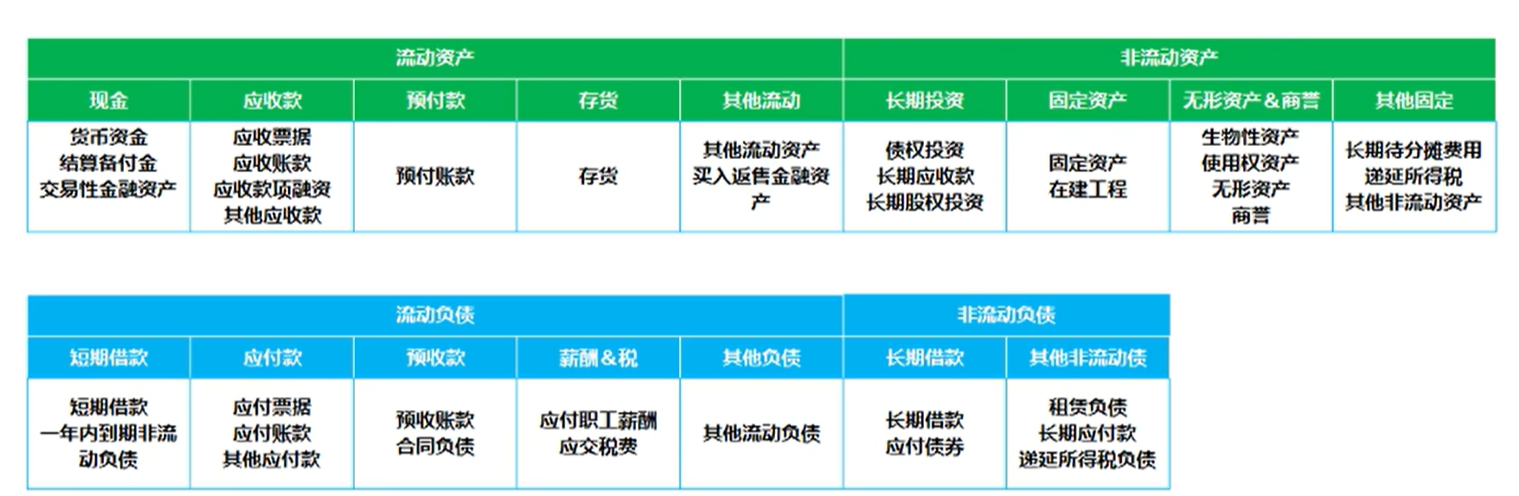 流动资产
非流动资产
现金
应收款
预付款
存货
其他流动
长期投资
固定资产
无形资产&商誉
其他固定
货币资金
结算备付金
交易性金融资产
应收票据
应收账款
应收款项融资
其他应收款
预付账款
存货
其他流动资产
买入返售金融资
产
债权投资
长期应收款
长期股权投资
固定资产
在建工程
生物性资产
使用权资产
无形资产
商誉
长期待分摊费用
递延所得税
其他非流动资产
流动负债
非流动负债
短期借款
应付款
预收款
薪酬&税
其他负债
长期借款
其他非流动债
短期借款
一年内到期非流
动负债
应付票据
应付账款
其他应付款
预收账款
合同负债
应付职工薪酬
应交税费
其他流动负债
长期借款
应付债券
租赁负债
长期应付款
递延所得税负债